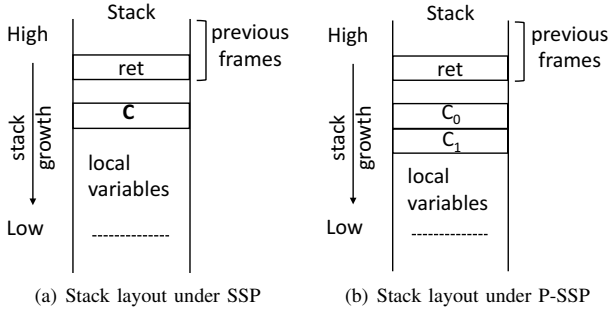 Stack
High
previous
frames
ret
C
stack
growth
local
variables
Low
(a) Stack layout under SSP
Stack
High
previous
frames
ret
C₀
C₁
stack
growth
local
variables
Low
(b) Stack layout under P-SSP